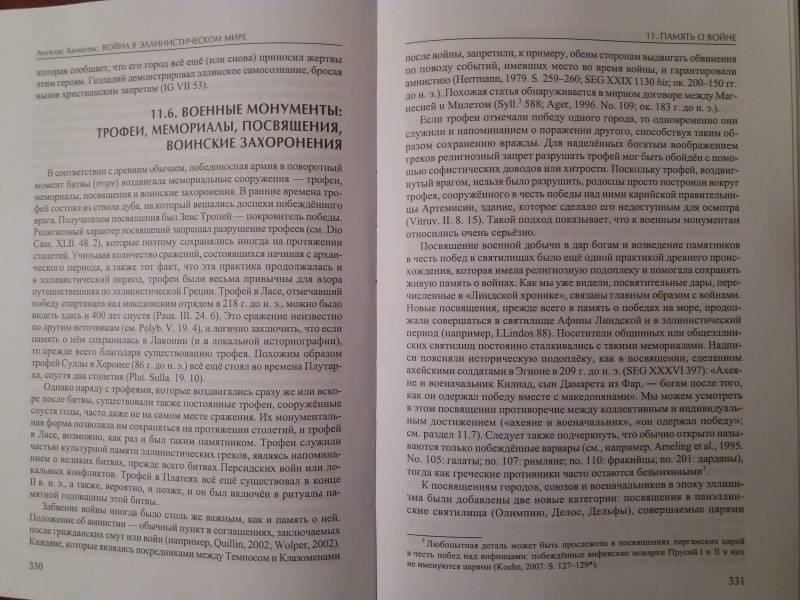 Ангелос Ханиотис. ВОЙНА В ЭЛЛИНИСТИЧЕСКОМ МИРЕ
которая сообщает, что его город всё ещё (или снова) приносил жертвы
этим героям. Гелладий демонстрировал эллинское самосознание, бросая
вызов христианским запретам (IG VII 53).
11.6. ВОЕННЫЕ МОНУМЕНТЫ:
ТРОФЕИ, МЕМОРИАЛЫ, ПОСВЯЩЕНИЯ,
ВОИНСКИЕ ЗАХОРОНЕНИЯ
В соответствии с древним обычаем, победоносная армия в поворотный
момент битвы (trope) воздвигала мемориальные сооружения — трофеи,
мемориалы, посвящения и воинские захоронения. В ранние времена тро-
фей состоял из ствола дуба, на который вешались доспехи побеждённого
врага. Получателем посвящения был Зевс Тропей — покровитель победы.
Религиозный характер посвящений запрещал разрушение трофеев (см. Dio
Cass. XLII. 48. 2), которые поэтому сохранялись иногда на протяжении
столетий. Учитывая количество сражений, состоявшихся начиная с архаи-
ческого периода, а также тот факт, что эта практика продолжалась и
в эллинистический период, трофеи были весьма привычны для взора
путешественника по эллинистической Греции. Трофей в Ласе, отмечавший
победу спартанцев над македонским отрядом в 218 г. до н. э., можно было
видеть здесь и 400 лет спустя (Paus. III. 24. 6). Это сражение неизвестно
по другим источникам (см. Polyb. V. 19. 4), и логично заключить, что если
память о нём сохранилась в Лаконии (и в локальной историографии),
то прежде всего благодаря существованию трофея. Похожим образом
трофей Суллы в Херонее (86 г. до н. э.) всё ещё стоял во времена Плутар-
ха, спустя два столетия (Plut. Sulla. 19. 10).
Однако наряду с трофеями, которые воздвигались сразу же или вско-
ре после битвы, существовали также постоянные трофеи, сооружённые
спустя годы, часто даже не на самом месте сражения. Их монументаль-
ная форма позволяла им сохраняться на протяжении столетий, и трофей
в Ласе, возможно, как раз и был таким памятником. Трофеи служили
частью культурной памяти эллинистических греков, являясь напомина-
нием о великих битвах, прежде всего битвах Персидских войн или ло-
кальных конфликтов. Трофей в Платеях всё ещё существовал в конце
II в. н. э., а также, вероятно, и позже, и он был включён в ритуалы па-
мятной годовщины этой битвы.
Забвение войны иногда было столь же важным, как и память о ней.
Положение об амнистии — обычный пункт в соглашениях, заключаемых
после гражданских смут или войн (например, Quillin, 2002; Wolper, 2002).
Книдяне, которые являлись посредниками между Темносом и Клазоменами
330
11. ПАМЯТЬ О ВОЙНЕ
после войны, запретили, к примеру, обеим сторонам выдвигать обвинения
по поводу событий, имевших место во время войны, и гарантировали
амнистию (Herrmann, 1979. S. 259–260; SEG XXIX 1130 bis; ок. 200–150 гг.
до н. э.). Похожая статья обнаруживается в мирном договоре между Маг-
несией и Милетом (Syll.³ 588; Ager, 1996. No. 109; ок. 183 г. до н. э.).
Если трофеи отмечали победу одного города, то одновременно они
служили и напоминанием о поражении другого, способствуя таким об-
разом сохранению вражды. Для наделённых богатым воображением
греков религиозный запрет разрушать трофей мог быть обойдён с помо-
щью софистических доводов или хитрости. Поскольку трофей, воздвиг-
нутый врагом, нельзя было разрушить, родосцы просто построили вокруг
трофея, сооружённого в честь победы над ними карийской правительни-
цы Артемисии, здание, которое сделало его недоступным для осмотра
(Vitruv. II. 8. 15). Такой подход показывает, что к военным монументам
относились очень серьёзно.
Посвящение военной добычи в дар богам и возведение памятников
в честь побед в святилищах было ещё одной практикой древнего проис-
хождения, которая имела религиозную подоплёку и помогала сохранять
живую память о войнах. Как мы уже видели, посвятительные дары, пере-
численные в «Линдской хронике», связаны главным образом с войнами.
Новые посвящения, прежде всего в память о победах на море, продол-
жали совершаться в святилище Афины Линдской и в эллинистический
период (например, I.Lindos 88). Посетители общинных или общеэллин-
ских святилищ постоянно сталкивались с такими мемориалами. Надпи-
си поясняли историческую подоплёку, как в посвящении, сделанном
ахейскими солдатами в Эгионе в 209 г. до н. э. (SEG XXXVI 397): «Ахея-
не и военачальник Килиад, сын Дамарета из Фар, — богам после того,
как он одержал победу вместе с македонянами». Мы можем усмотреть
в этом посвящении противоречие между коллективным и индивидуаль-
ным достижением («ахеяне и военачальник», «он одержал победу»;
см. раздел 11.7). Следует также подчеркнуть, что обычно открыто назы-
ваются только побеждённые варвары (см., например, Ameling et al., 1995.
No. 105: галаты; no. 107: римляне; no. 110: фракийцы; no. 201: дарданы),
тогда как греческие противники часто остаются безымянными⁷.
К посвящениям городов, союзов и военачальников в эпоху эллини-
зма были добавлены две новые категории: посвящения в панэллин-
ские святилища (Олимпию, Делос, Дельфы), совершаемые царями
⁷ Любопытная деталь может быть прослежена в посвящениях пергамских царей
в честь побед над вифинцами: побеждённые вифинские монархи Прусий I и II в них
не именуются царями (Koehn, 2007. S. 127–129*).
331